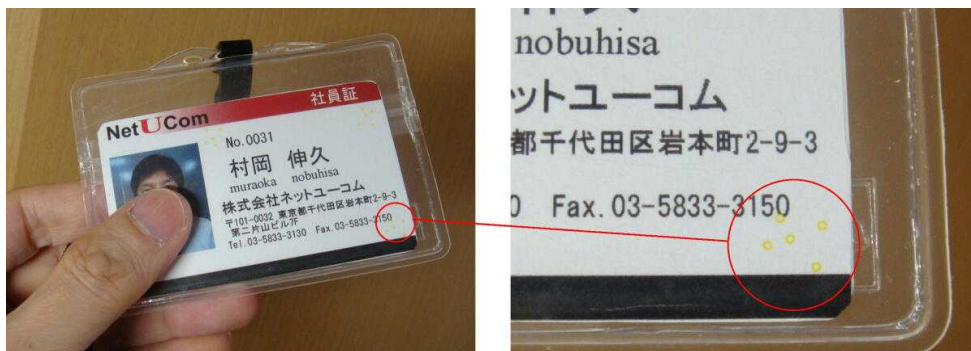 社員証
Net U Com
No.0031
村岡 伸久
muraoka nobuhisa
株式会社ネットユーコム
〒101-0032 東京都千代田区岩本町2-9-3
第二片山ビル7F
Tel.03-5833-3130 Fax.03-5833-3150
伸久
nobuhisa
ットユーコム
都千代田区岩本町2-9-3
0 Fax.03-5833-3150